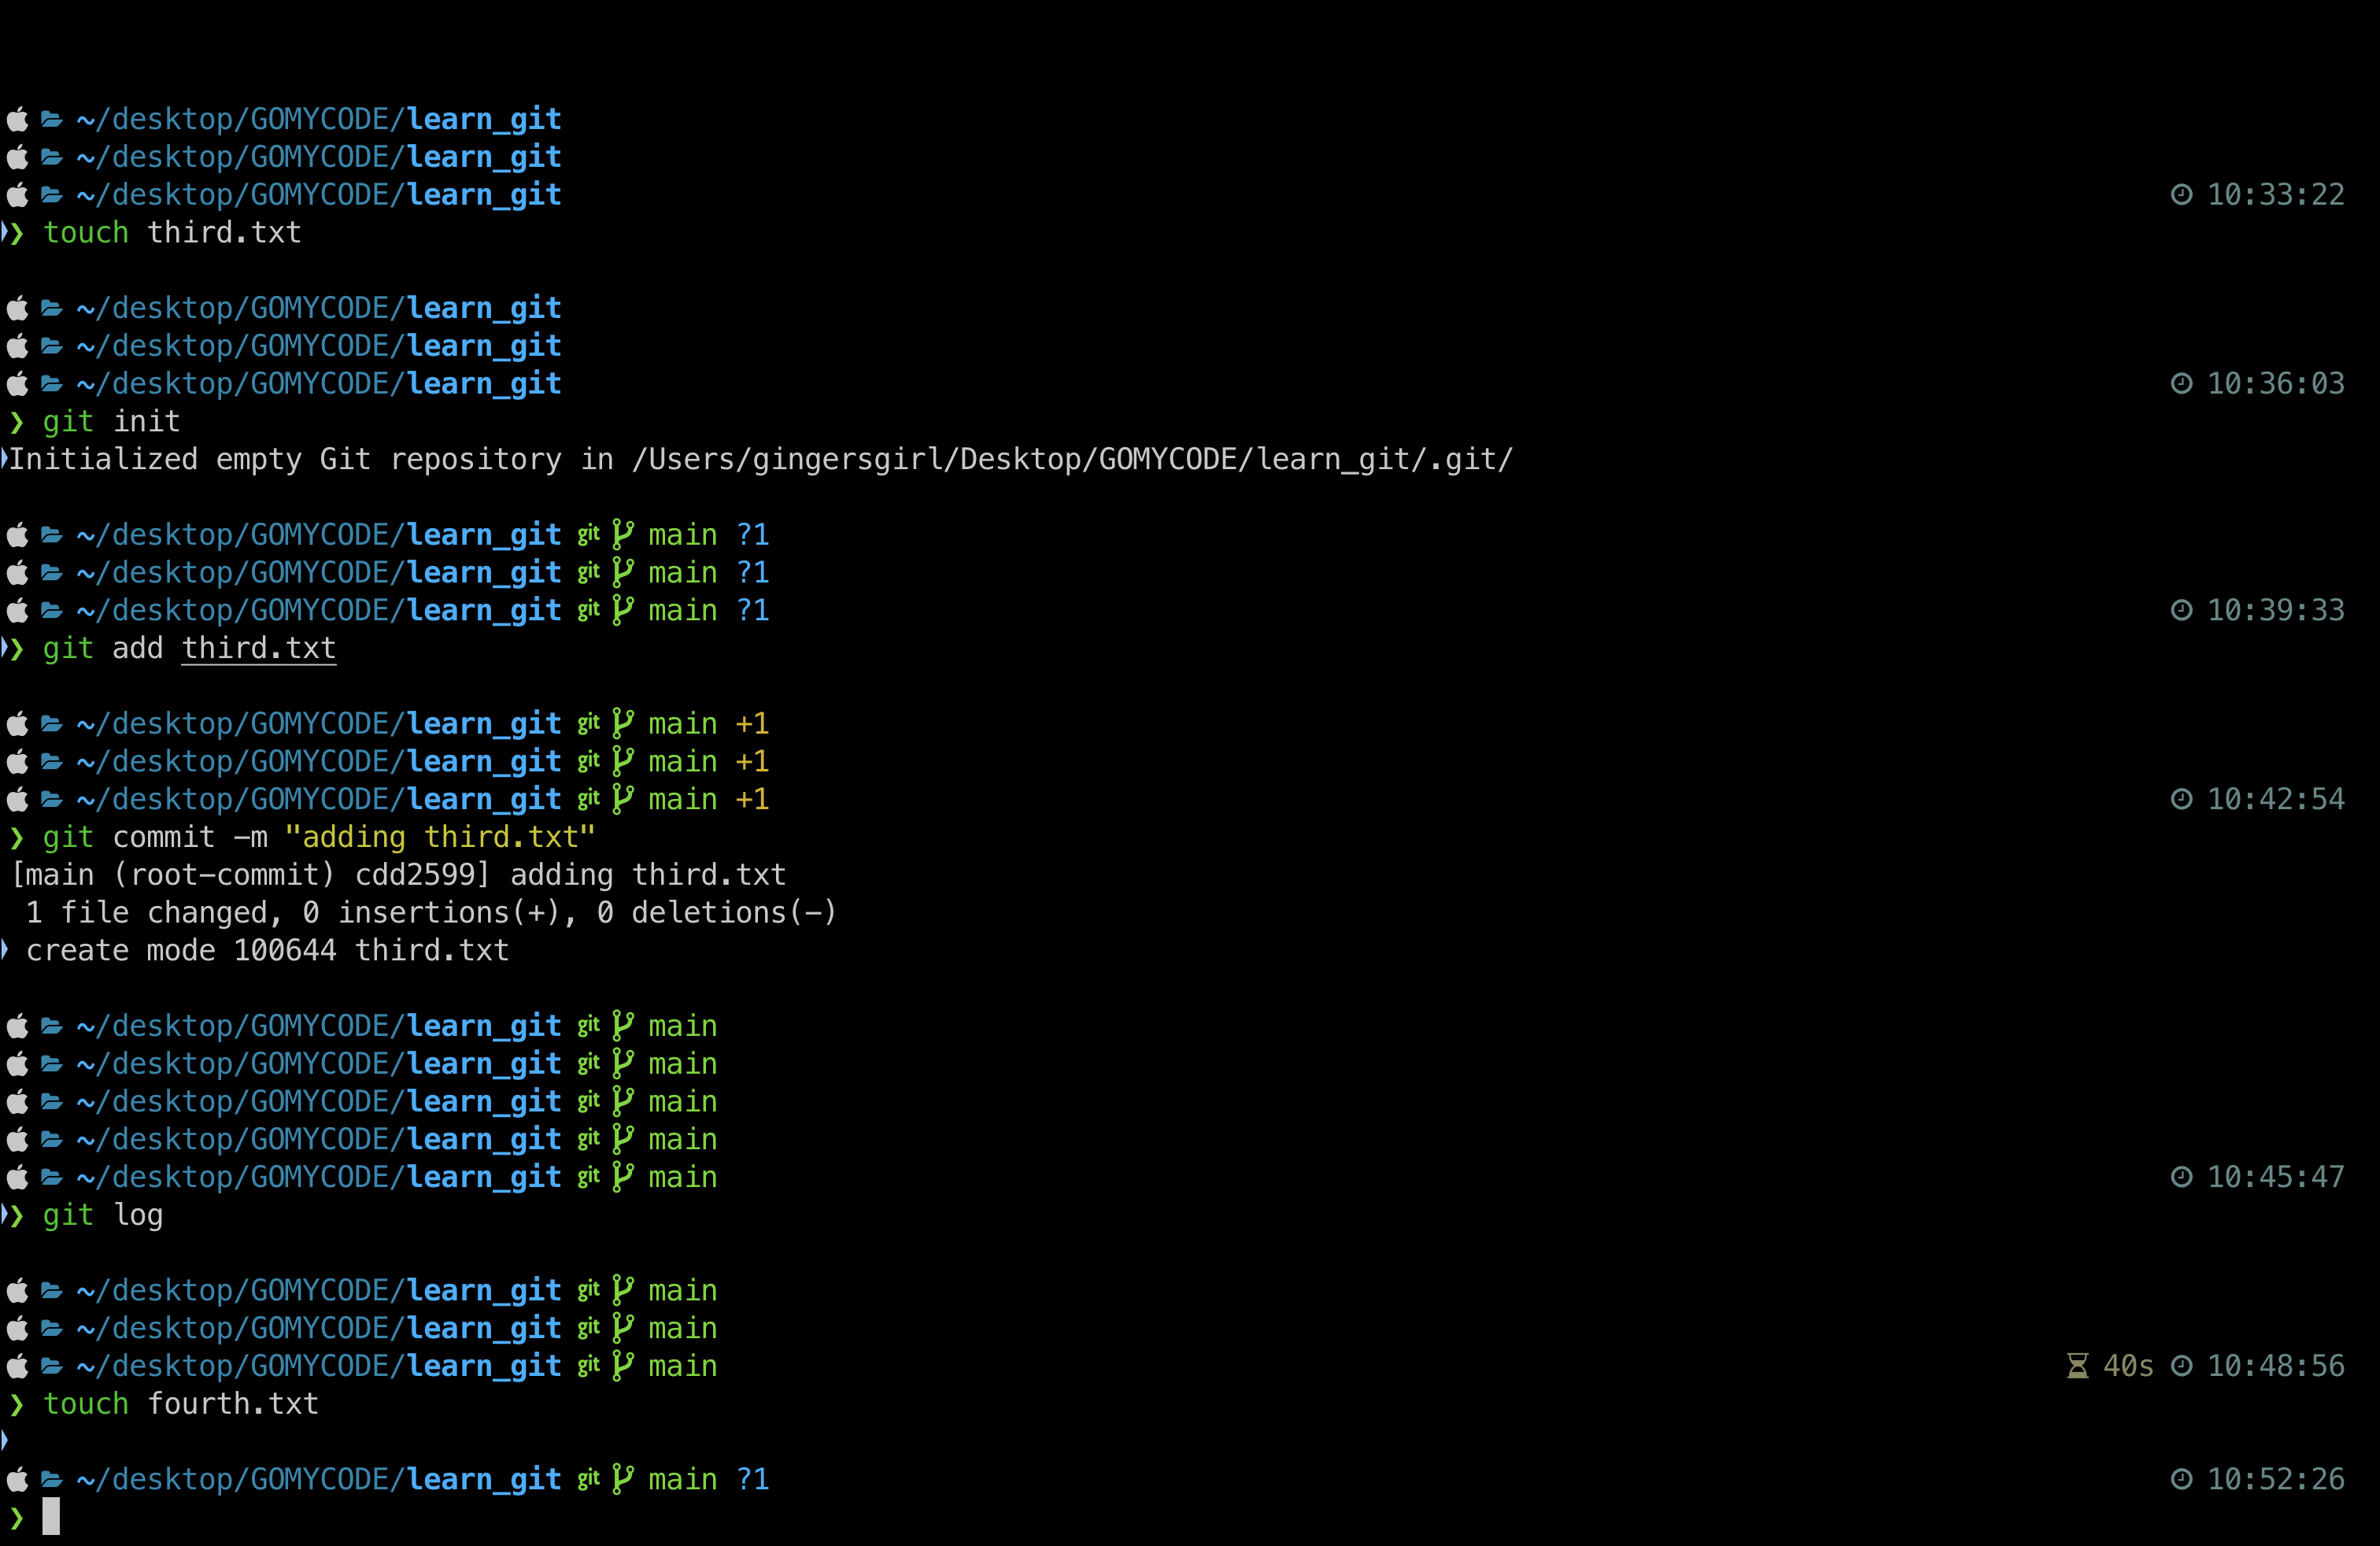 ~/desktop/GOMYCODE/learn_git
~/desktop/GOMYCODE/learn_git
~/desktop/GOMYCODE/learn_git 10:33:22
❯ touch third.txt
~/desktop/GOMYCODE/learn_git
~/desktop/GOMYCODE/learn_git
~/desktop/GOMYCODE/learn_git 10:36:03
❯ git init
Initialized empty Git repository in /Users/gingersgirl/Desktop/GOMYCODE/learn_git/.git/
~/desktop/GOMYCODE/learn_git git main ?1
~/desktop/GOMYCODE/learn_git git main ?1
~/desktop/GOMYCODE/learn_git git main ?1 10:39:33
❯ git add third.txt
~/desktop/GOMYCODE/learn_git git main +1
~/desktop/GOMYCODE/learn_git git main +1
~/desktop/GOMYCODE/learn_git git main +1 10:42:54
❯ git commit -m "adding third.txt"
[main (root-commit) cdd2599] adding third.txt
1 file changed, 0 insertions(+), 0 deletions(-)
create mode 100644 third.txt
~/desktop/GOMYCODE/learn_git git main
~/desktop/GOMYCODE/learn_git git main
~/desktop/GOMYCODE/learn_git git main
~/desktop/GOMYCODE/learn_git git main
~/desktop/GOMYCODE/learn_git git main 10:45:47
❯ git log
~/desktop/GOMYCODE/learn_git git main
~/desktop/GOMYCODE/learn_git git main
~/desktop/GOMYCODE/learn_git git main 40s 10:48:56
❯ touch fourth.txt
~/desktop/GOMYCODE/learn_git git main ?1 10:52:26
❯